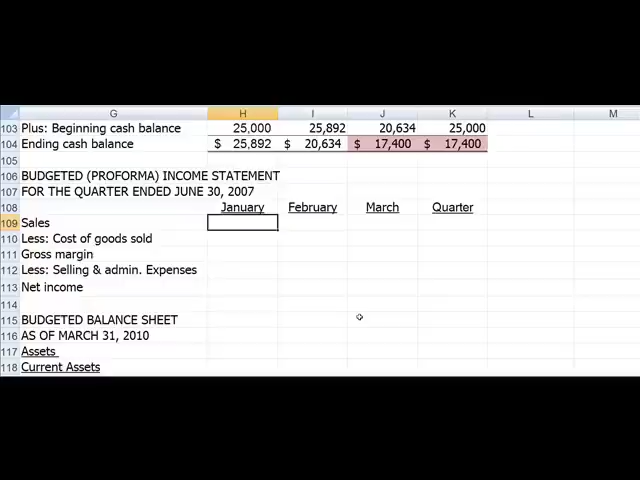 G H I J K L M
103 Plus: Beginning cash balance 25,000 25,892 20,634 25,000
104 Ending cash balance $ 25,892 $ 20,634 $ 17,400 $ 17,400
105
106 BUDGETED (PROFORMA) INCOME STATEMENT
107 FOR THE QUARTER ENDED JUNE 30, 2007
108 January February March Quarter
109 Sales
110 Less: Cost of goods sold
111 Gross margin
112 Less: Selling & admin. Expenses
113 Net income
114
115 BUDGETED BALANCE SHEET
116 AS OF MARCH 31, 2010
117 Assets
118 Current Assets